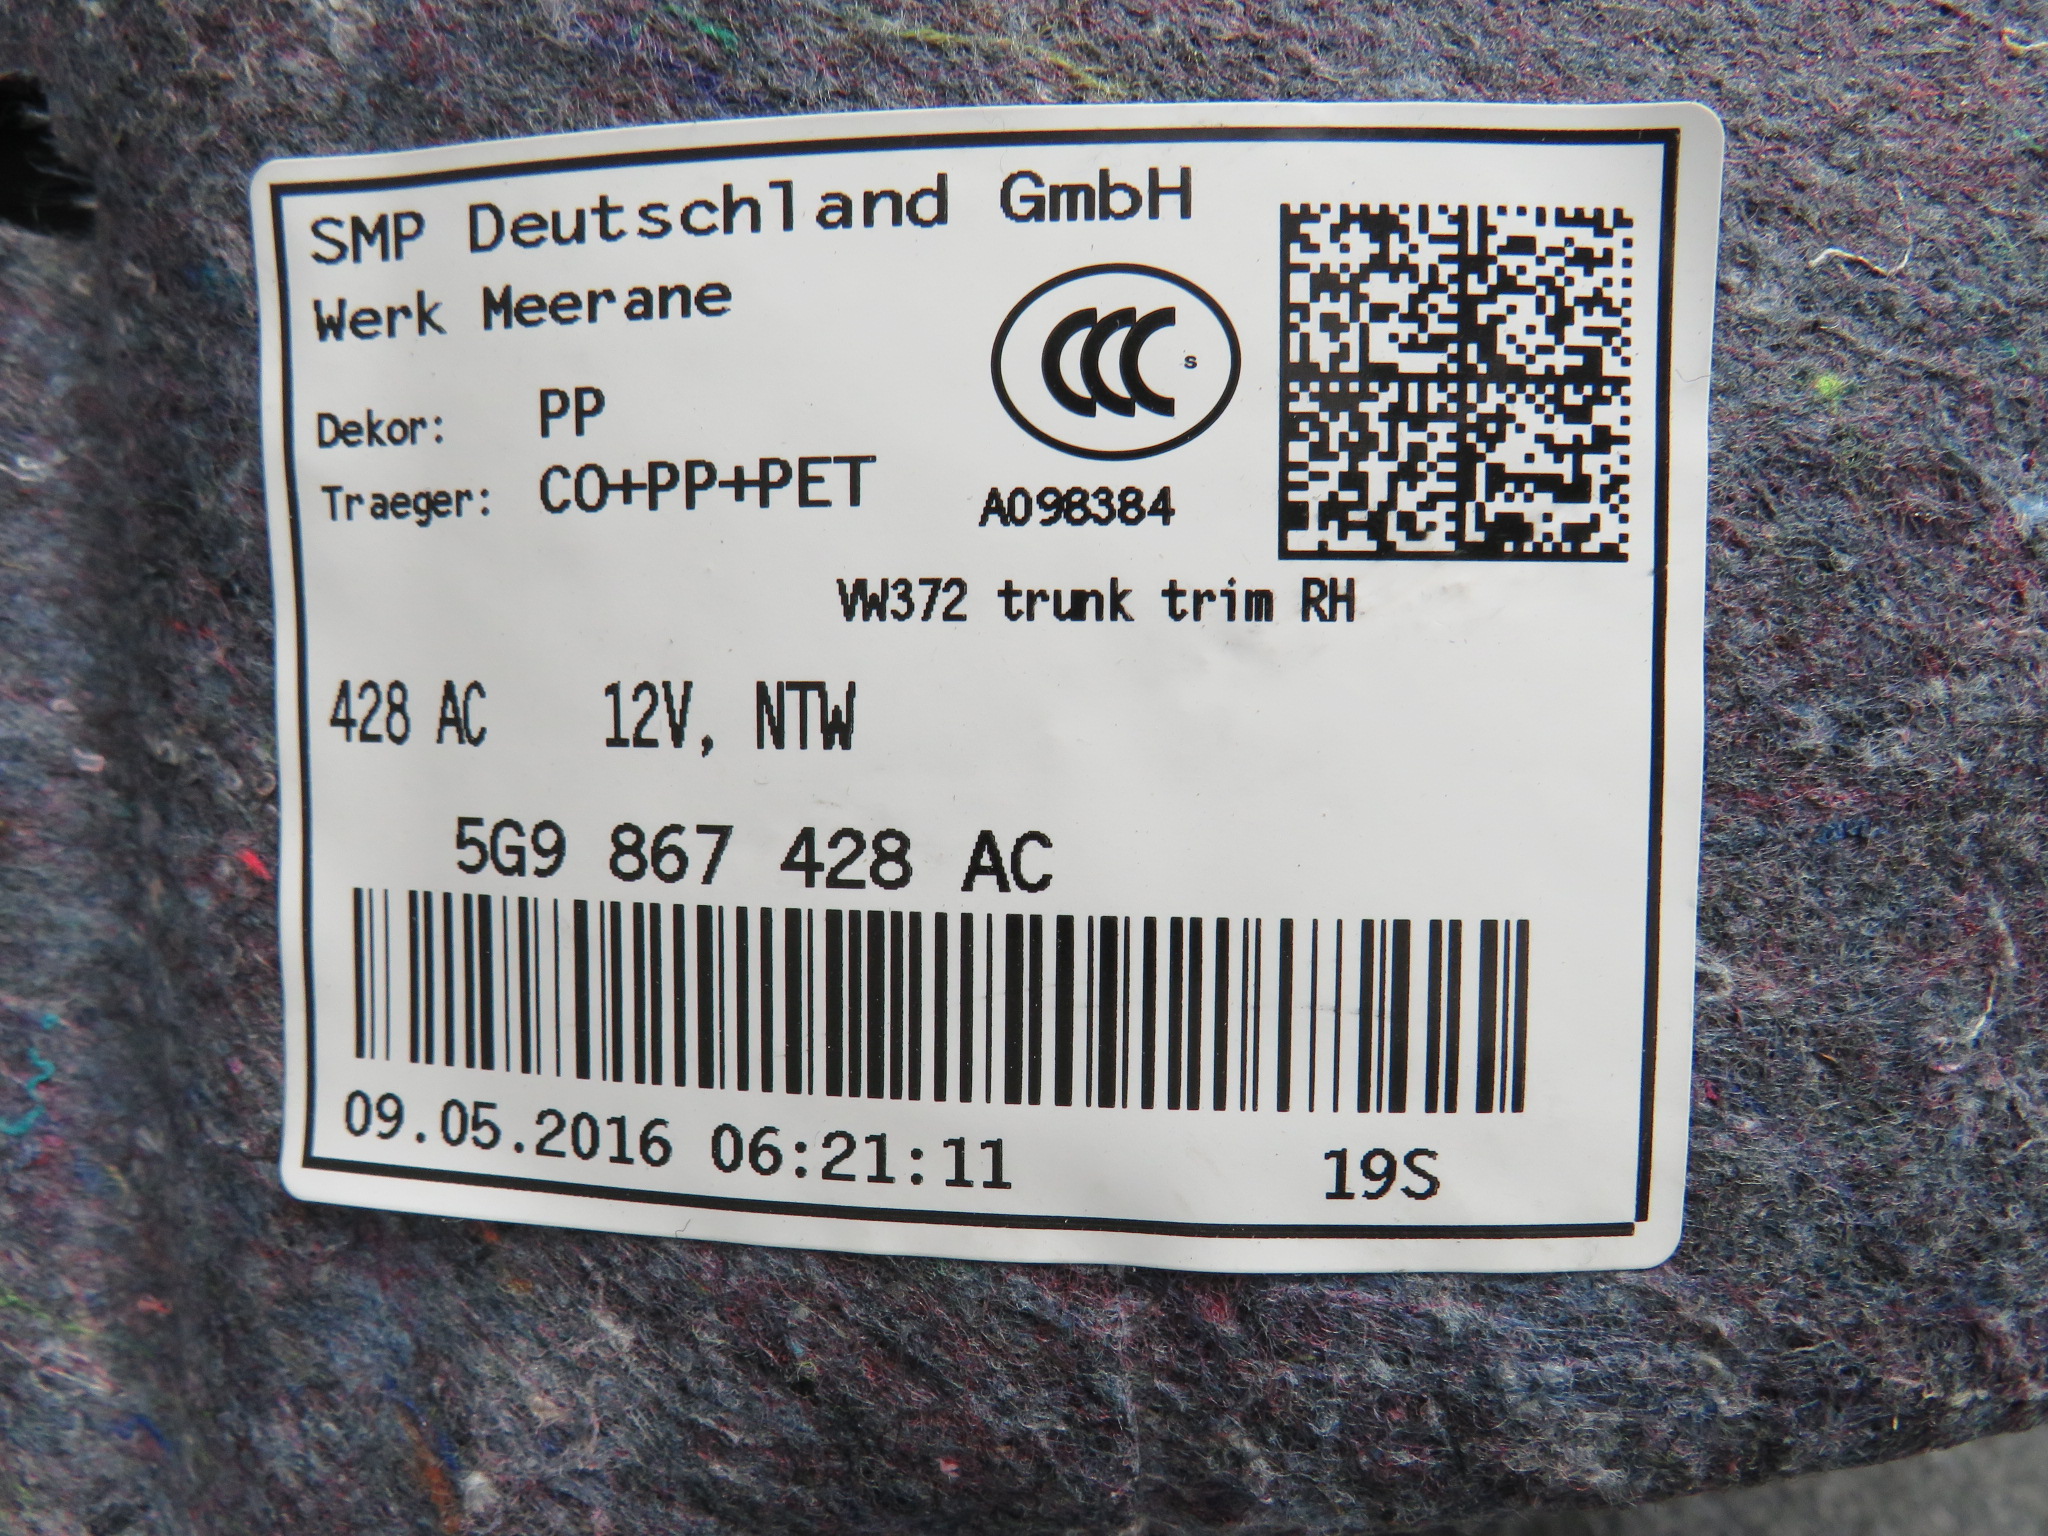 SMP Deutschland GmbH
Werk Meerane
CCC S
Dekor: PP
Traeger: CO+PP+PET
A098384
VW372 trunk trim RH
428 AC 12V, NTW
5G9 867 428 AC
09.05.2016 06:21:11 19S